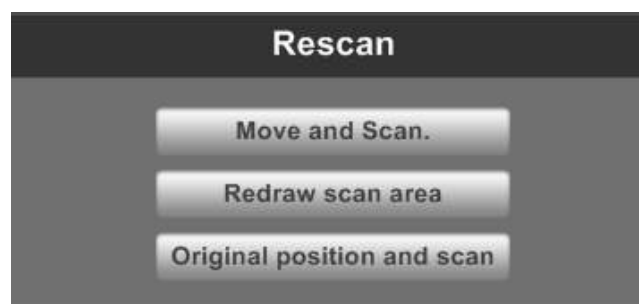 Rescan
Move and Scan.
Redraw scan area
Original position and scan